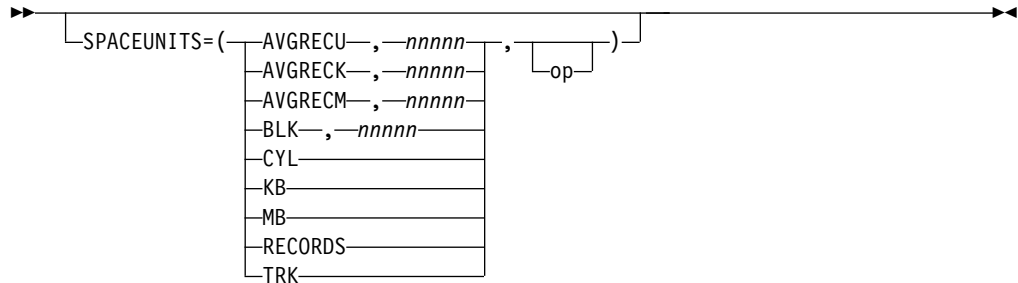 SPACEUNITS=( AVGRECU , nnnnn , )
op
AVGRECK , nnnnn
AVGRECM , nnnnn
BLK , nnnnn
CYL
KB
MB
RECORDS
TRK